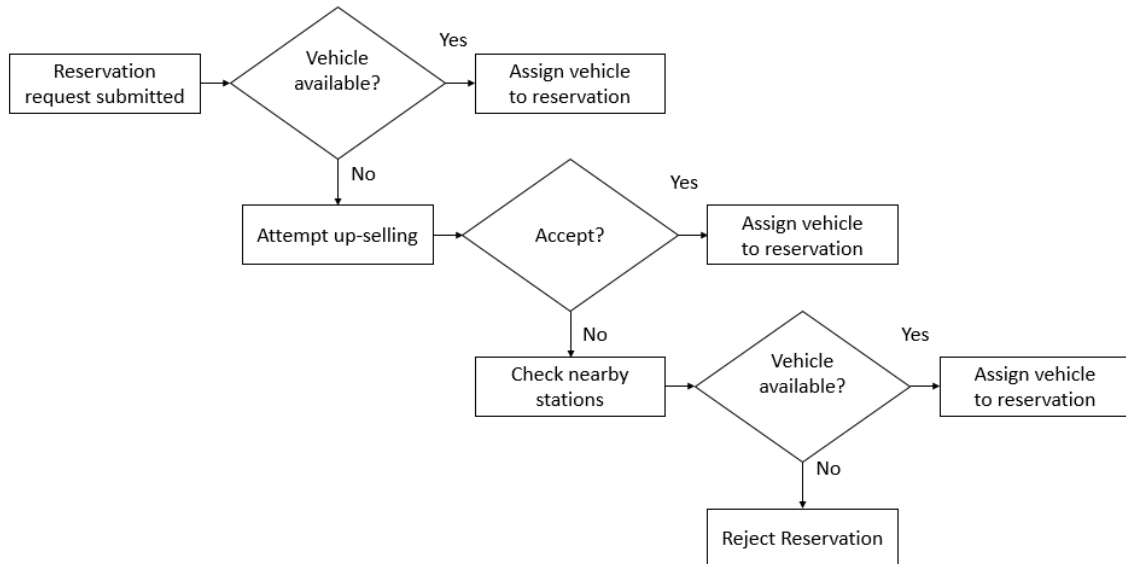 Reservation
request submitted
Vehicle
available?
Yes
Assign vehicle
to reservation
No
Attempt up-selling
Accept?
Yes
Assign vehicle
to reservation
No
Check nearby
stations
Vehicle
available?
Yes
Assign vehicle
to reservation
No
Reject Reservation